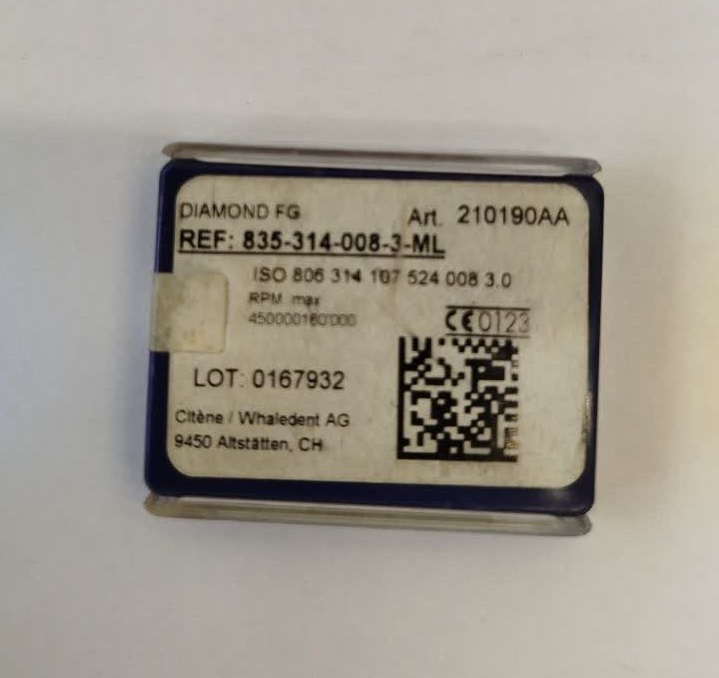 DIAMOND FG Art. 210190AA
REF: 835-314-008-3-ML
ISO 806 314 107 524 008 3.0
RPM max
CE0123
LOT: 0167932
Cltène / Whaledent AG
9450 Altstätten, CH